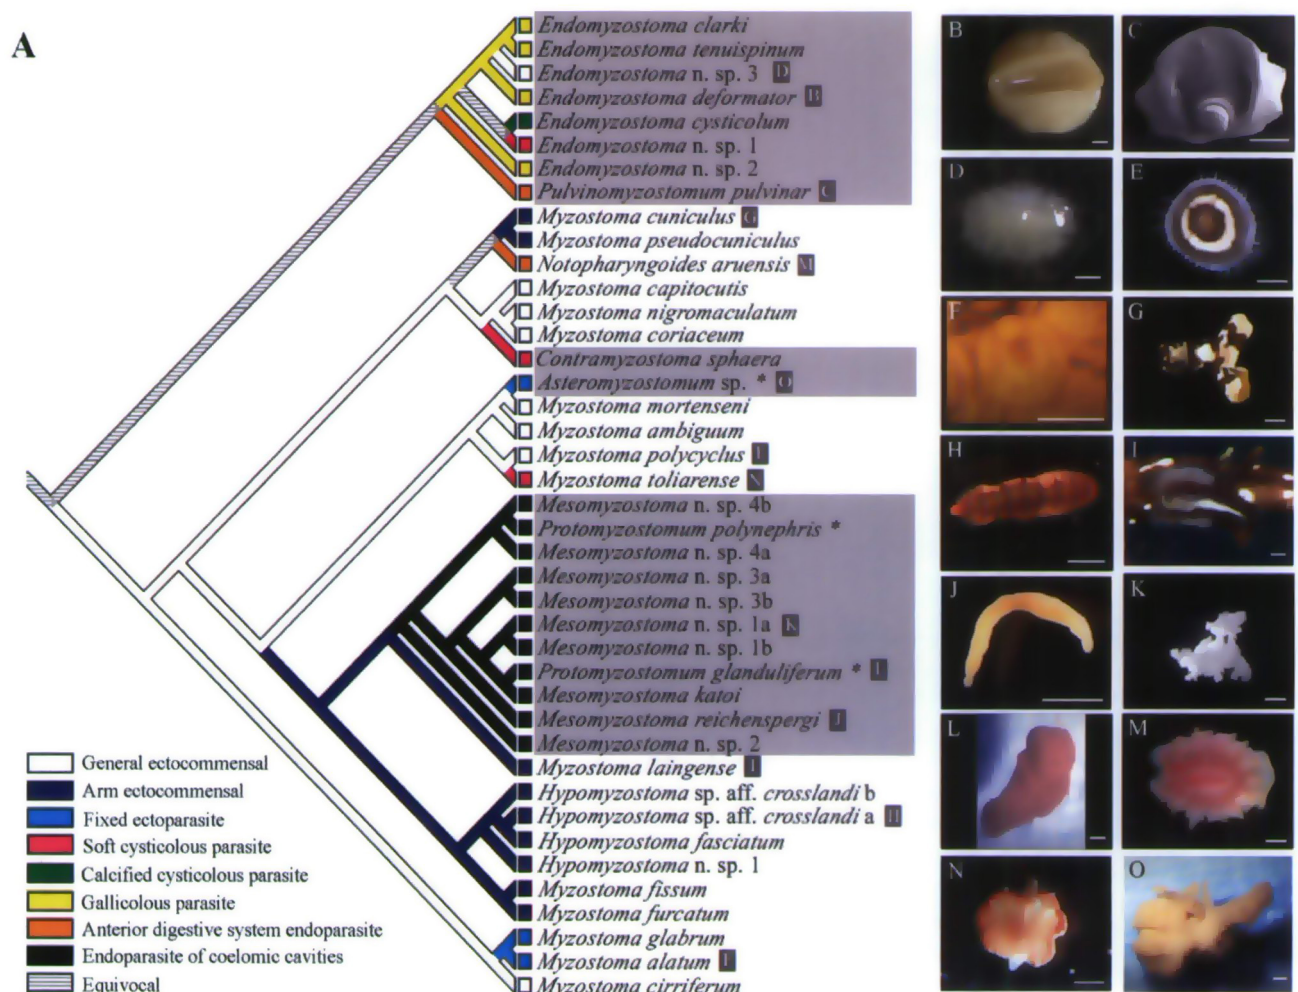 A
Endomyzostoma clarki
Endomyzostoma tenuispinum
Endomyzostoma n. sp. 3 D
Endomyzostoma deformator B
Endomyzostoma cysticolum
Endomyzostoma n. sp. 1
Endomyzostoma n. sp. 2
Pulvinomyzostomum pulvinar C
Myzostoma cuniculus G
Myzostoma pseudocuniculus
Notopharyngoides aruensis M
Myzostoma capitocutis
Myzostoma nigromaculatum
Myzostoma coriaceum
Contramyzostoma sphaera
Asteromyzostomum sp. * O
Myzostoma mortenseni
Myzostoma ambiguum
Myzostoma polycyclus
Myzostoma toliarense N
Mesomyzostoma n. sp. 4b
Protomyzostomum polynephris *
Mesomyzostoma n. sp. 4a
Mesomyzostoma n. sp. 3a
Mesomyzostoma n. sp. 3b
Mesomyzostoma n. sp. 1a K
Mesomyzostoma n. sp. 1b
Protomyzostomum glanduliferum *
Mesomyzostoma katoi
Mesomyzostoma reichenspergi J
Mesomyzostoma n. sp. 2
Myzostoma laingense
Hypomyzostoma sp. aff. crosslandi b
Hypomyzostoma sp. aff. crosslandi a H
Hypomyzostoma fasciatum
Hypomyzostoma n. sp. 1
Myzostoma fissum
Myzostoma furcatum
Myzostoma glabrum
Myzostoma alatum
Myzostoma cirriferum
General ectocommensal
Arm ectocommensal
Fixed ectoparasite
Soft cysticolous parasite
Calcified cysticolous parasite
Gallicolous parasite
Anterior digestive system endoparasite
Endoparasite of coelomic cavities
Equivocal
B
C
D
E
F
G
H
I
J
K
L
M
N
O